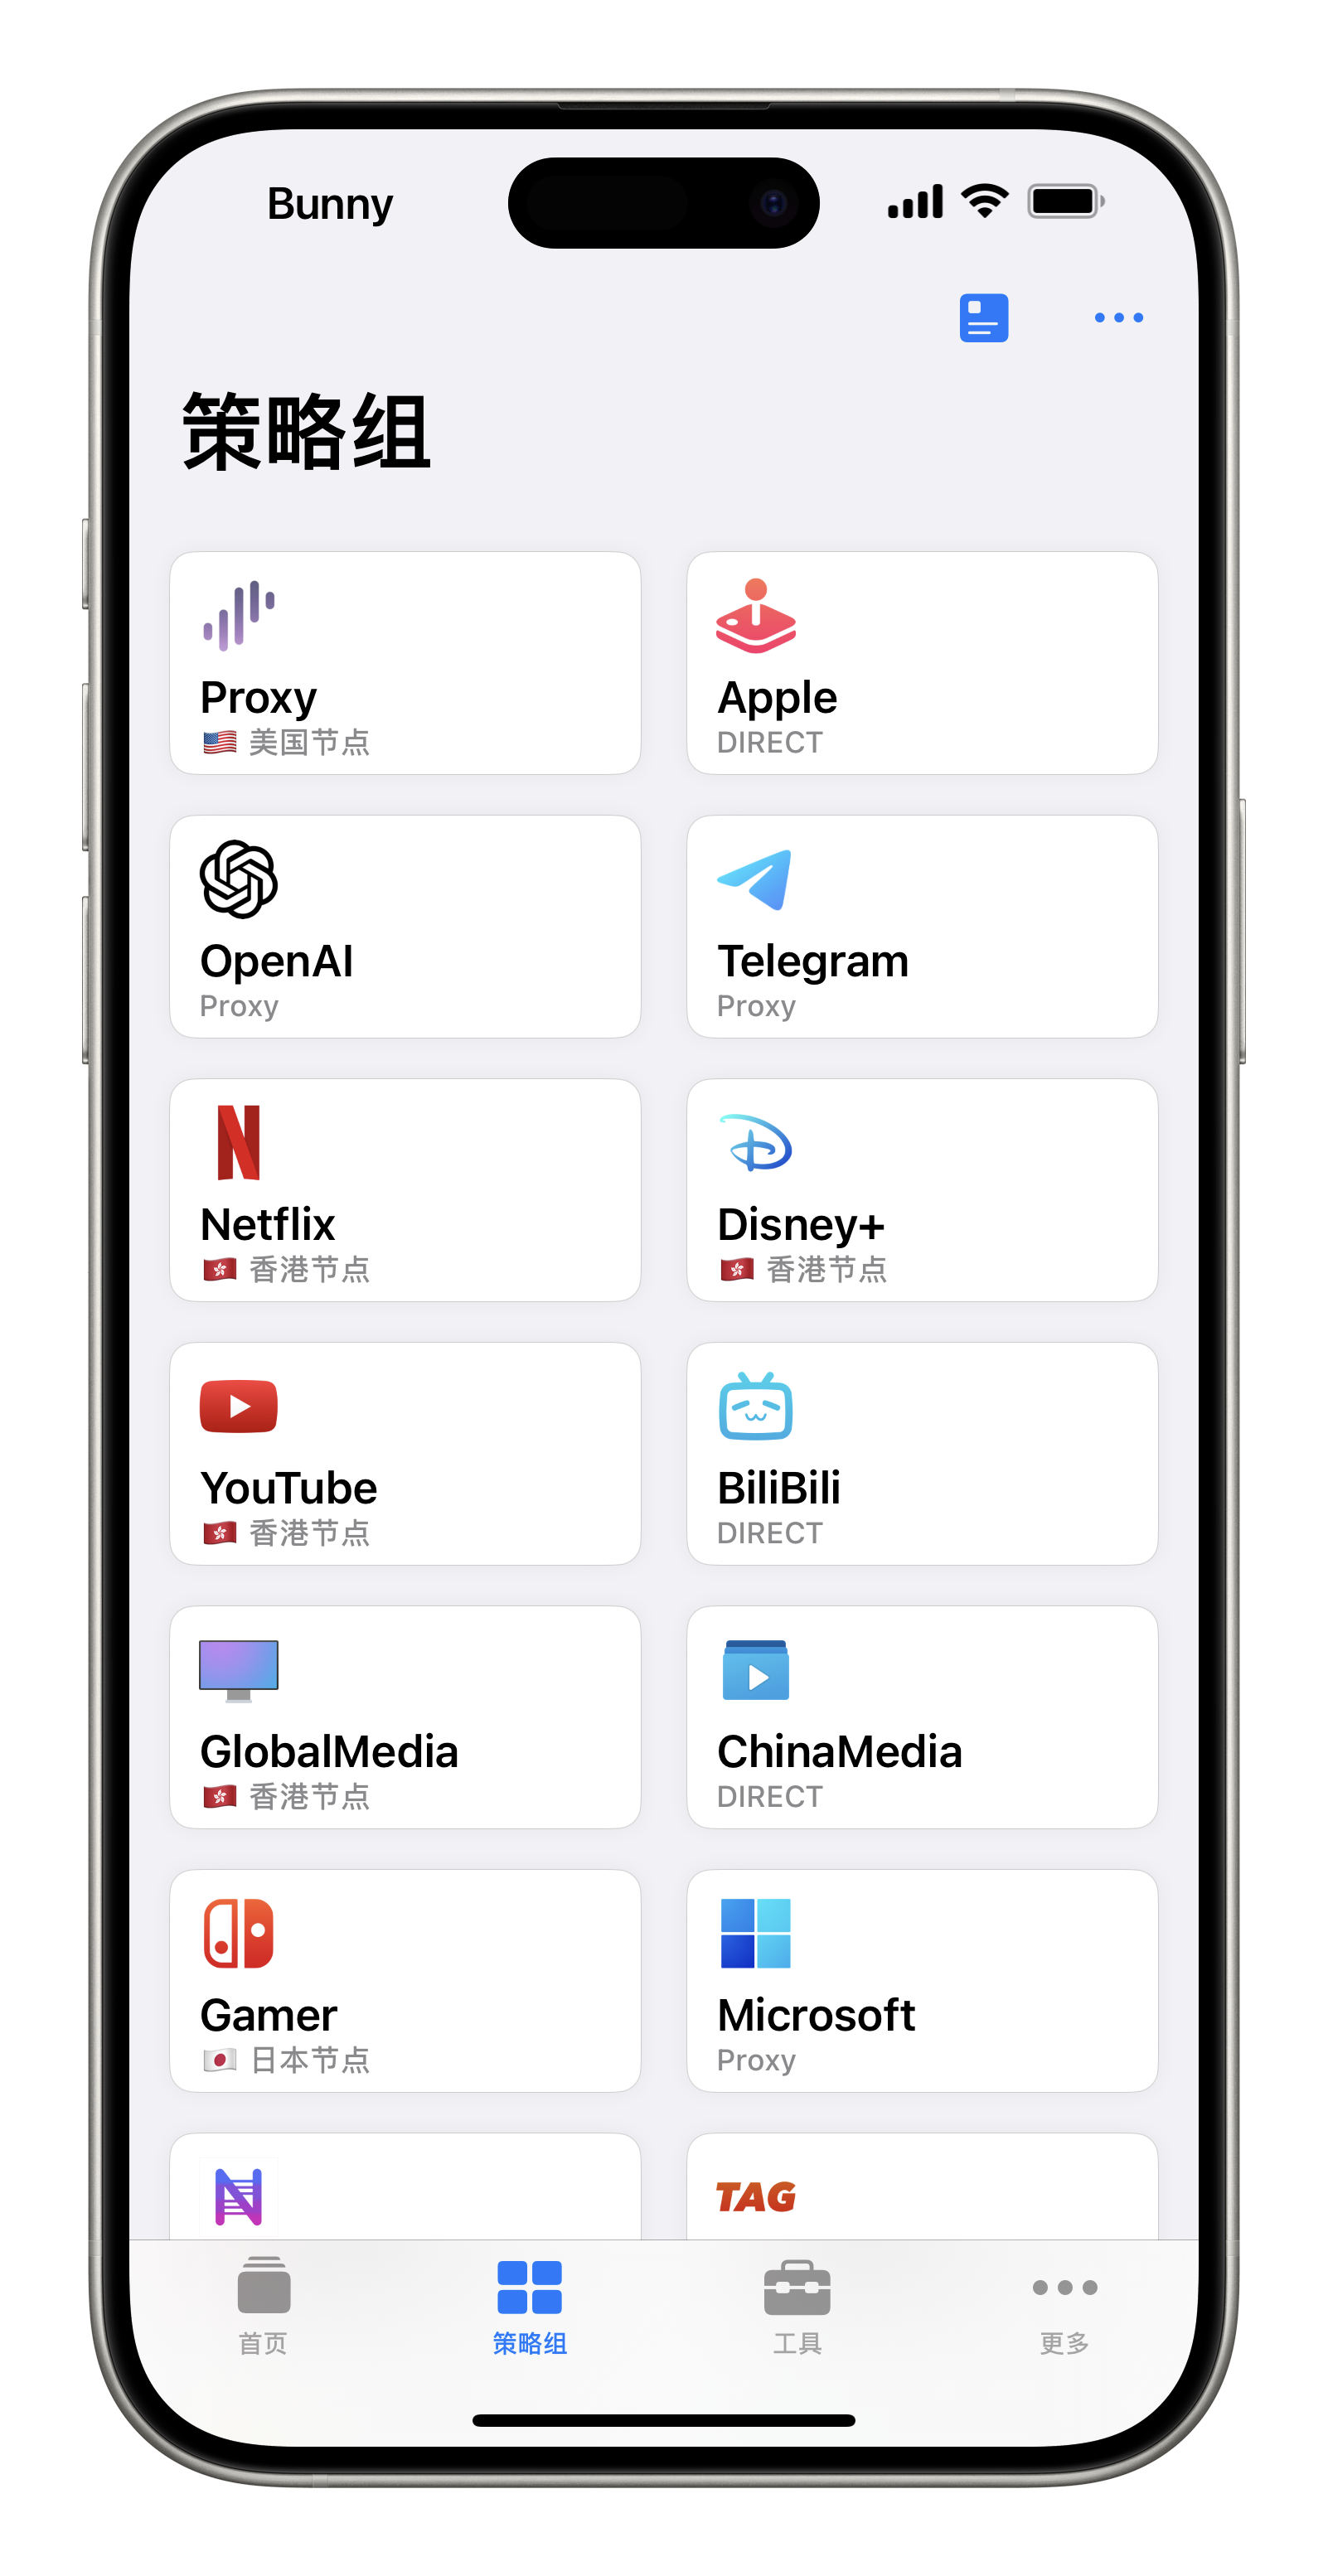 Bunny
策略组
Proxy
🇺🇸 美国节点
Apple
DIRECT
OpenAI
Proxy
Telegram
Proxy
Netflix
🇭🇰 香港节点
Disney+
🇭🇰 香港节点
YouTube
🇭🇰 香港节点
BiliBili
DIRECT
GlobalMedia
🇭🇰 香港节点
ChinaMedia
DIRECT
Gamer
🇯🇵 日本节点
Microsoft
Proxy
TAG
首页
策略组
工具
更多